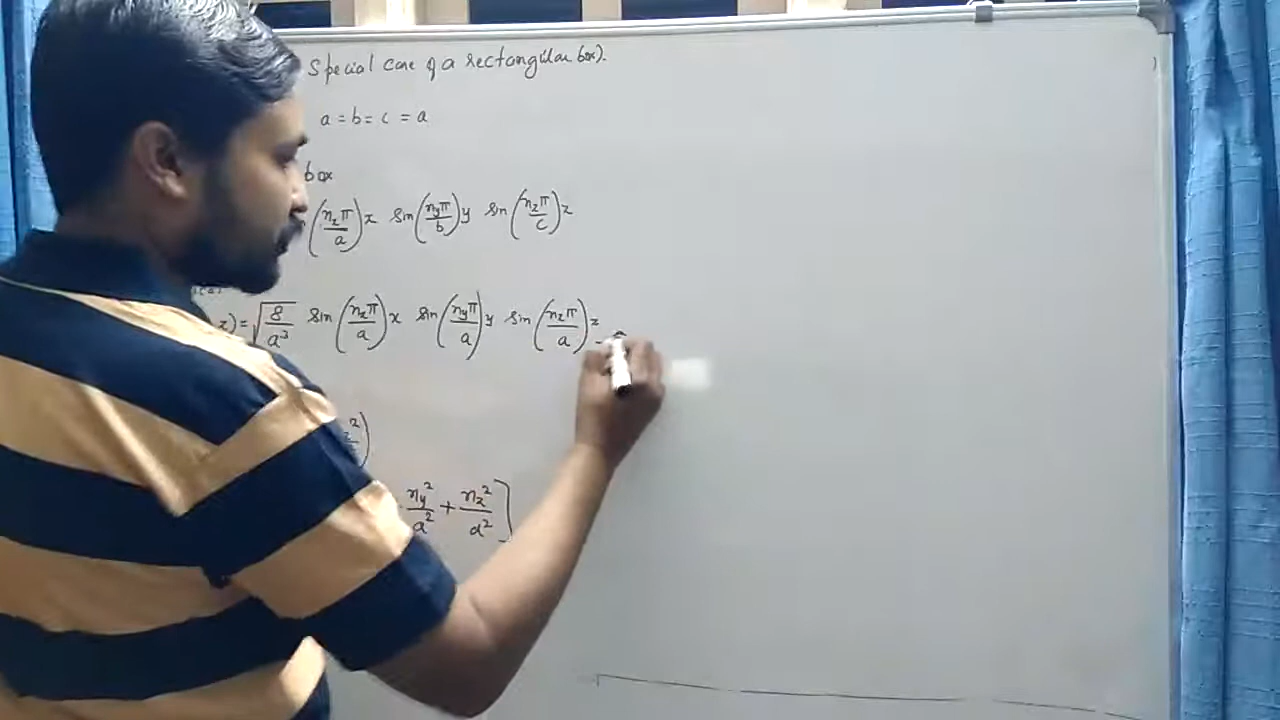 Special case of a rectangular box).
a = b = c = a
box
(nxπ/a)x sin(nyπ/b)y sin(nzπ/c)z
z) = √(8/a³) sin(nxπ/a)x sin(nyπ/a)y sin(nzπ/a)z
²)
ny²/a² + nz²/a²]